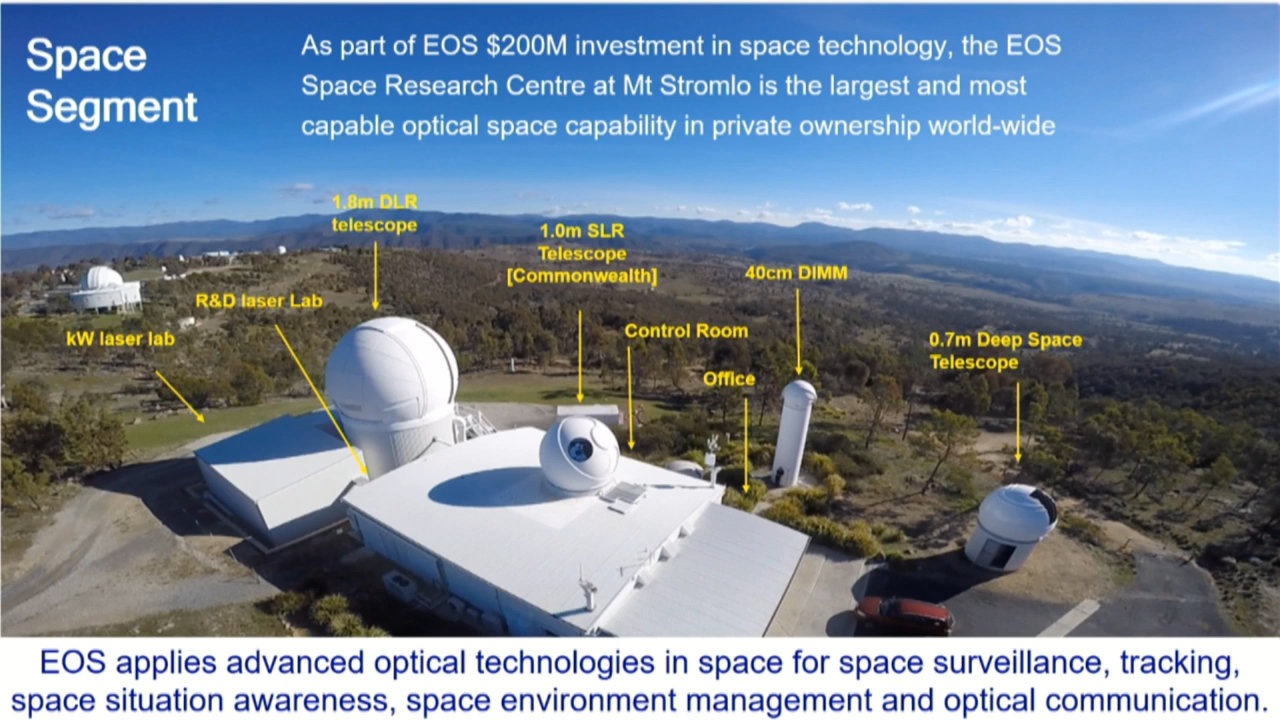 Space
Segment
As part of EOS $200M investment in space technology, the EOS
Space Research Centre at Mt Stromlo is the largest and most
capable optical space capability in private ownership world-wide
1.8m DLR
telescope
1.0m SLR
Telescope
[Commonwealth]
40cm DIMM
R&D laser Lab
kW laser lab
Control Room
0.7m Deep Space
Telescope
Office
EOS applies advanced optical technologies in space for space surveillance, tracking,
space situation awareness, space environment management and optical communication.